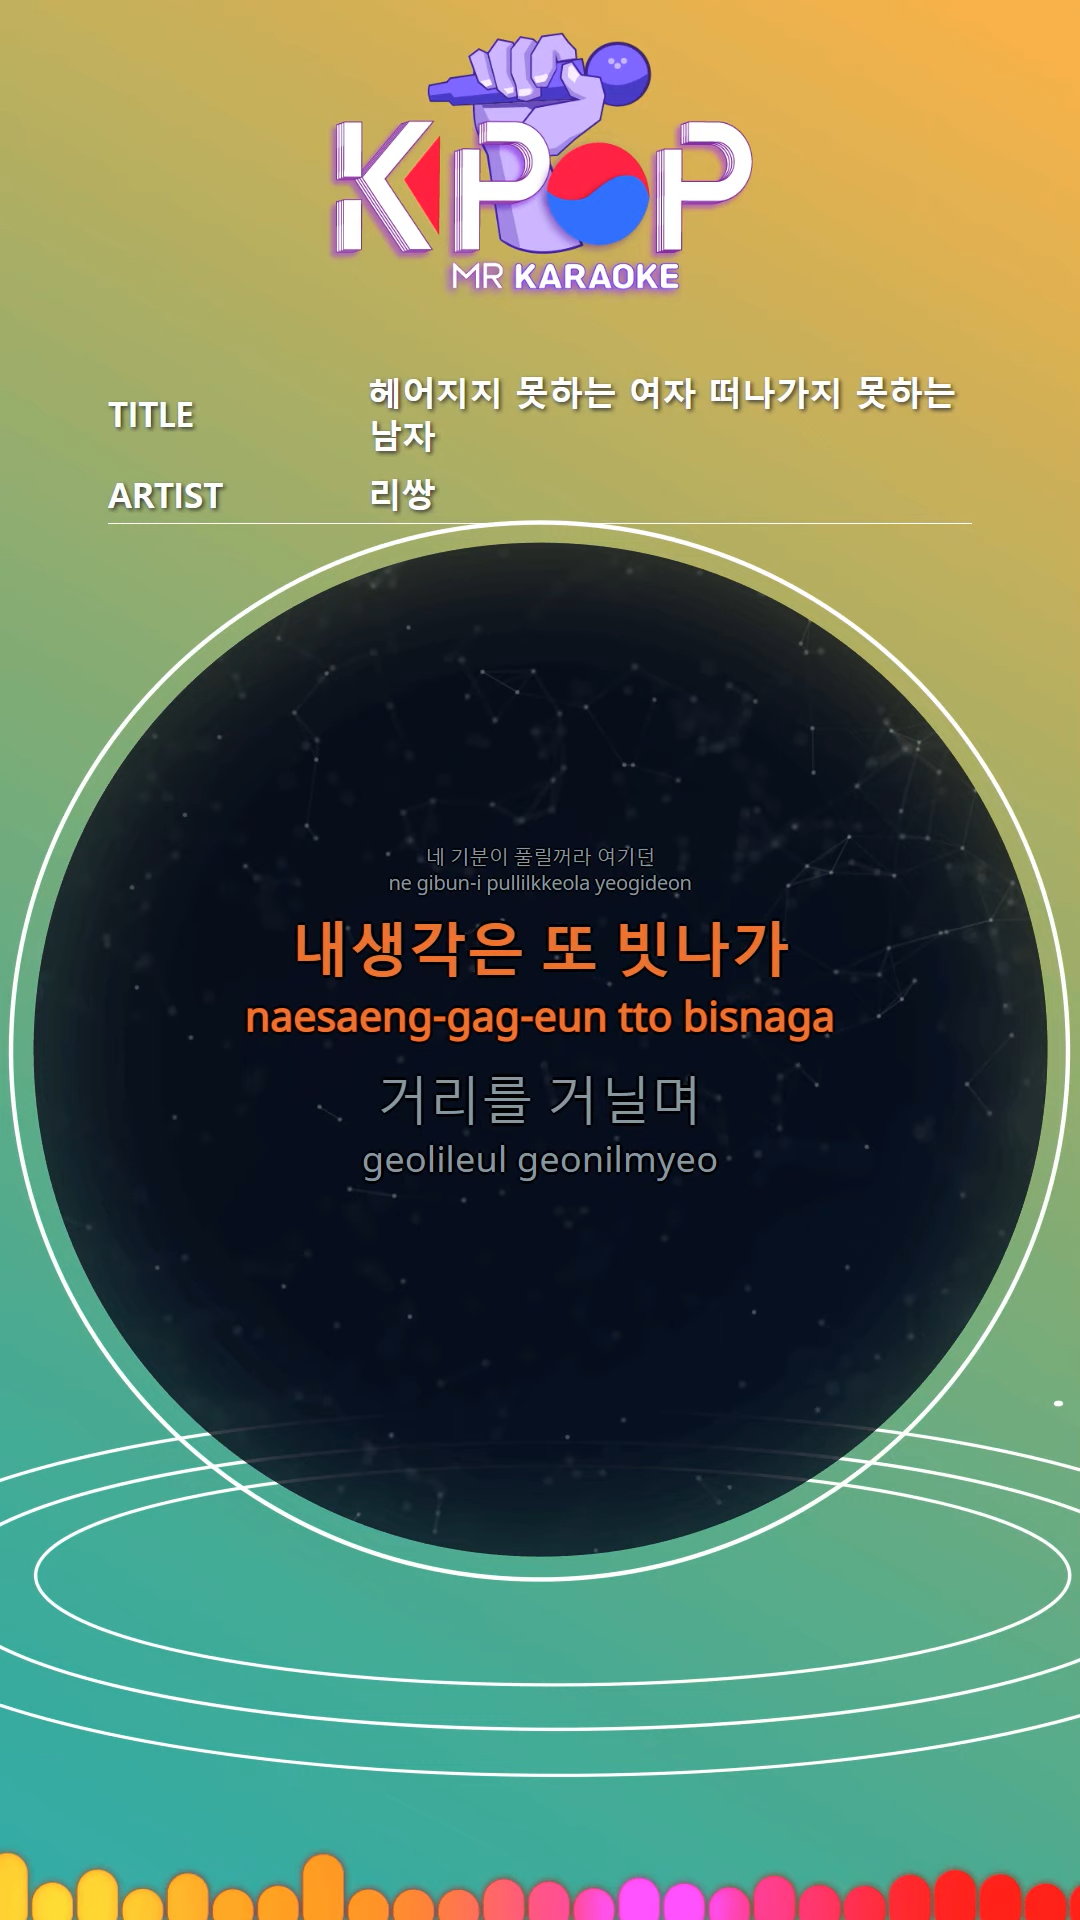 KPOP
MR KARAOKE
TITLE
헤어지지 못하는 여자 떠나가지 못하는
남자
ARTIST
리쌍
네 기분이 풀릴꺼라 여기던
ne gibun-i pullilkkeola yeogideon
내생각은 또 빗나가
naesaeng-gag-eun tto bisnaga
거리를 거닐며
geolileul geonilmyeo